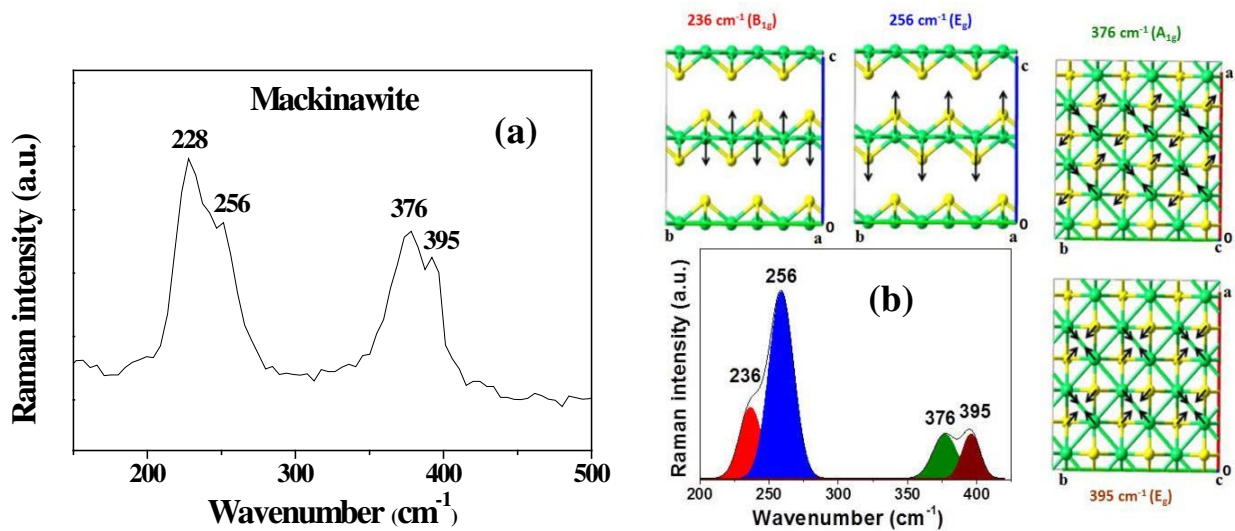 Mackinawite
(a)
228
256
376
395
Raman intensity (a.u.)
200
300
400
500
Wavenumber (cm⁻¹)
236 cm⁻¹ (B₁g)
256 cm⁻¹ (Eg)
376 cm⁻¹ (A₁g)
c
0
b
a
c
0
b
a
a
0
b
c
(b)
256
236
376
395
Raman intensity (a.u.)
200
250
300
350
400
Wavenumber (cm⁻¹)
a
0
b
c
395 cm⁻¹ (Eg)